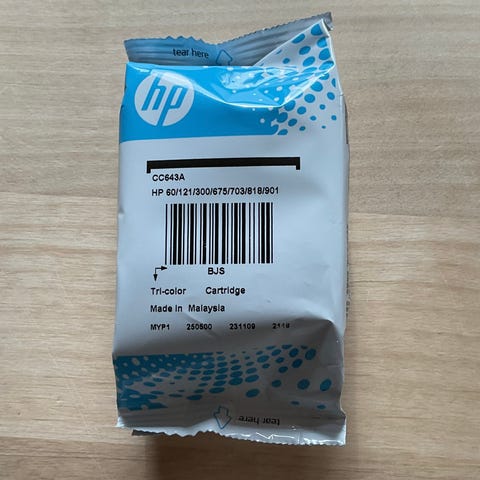 tear here
hp
CC643A
HP 60/121/300/675/703/818/901
BJS
Tri-color Cartridge
Made in Malaysia
MYP1 250500 231109 2118
tear here